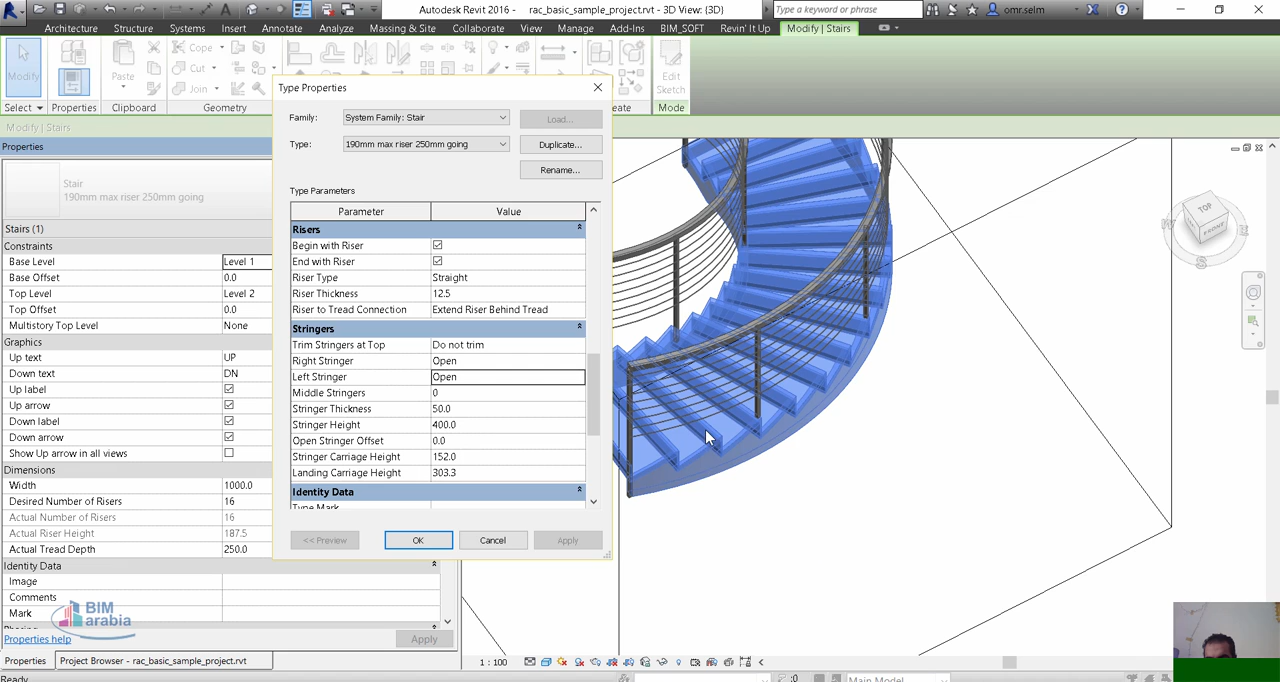 Autodesk Revit 2016 - rac_basic_sample_project.rvt - 3D View: {3D}
Type a keyword or phrase
omr.selm
Architecture Structure Systems Insert Annotate Analyze Massing & Site Collaborate View Manage Add-Ins BIM_SOFT Revin' It Up Modify | Stairs
Modify
Paste
Cope
Cut
Join
Edit
Sketch
Select Properties Clipboard Geometry Mode
Modify | Stairs
Properties
Stair
190mm max riser 250mm going
Stairs (1)
Constraints
Base Level Level 1
Base Offset 0.0
Top Level Level 2
Top Offset 0.0
Multistory Top Level None
Graphics
Up text UP
Down text DN
Up label
Up arrow
Down label
Down arrow
Show Up arrow in all views
Dimensions
Width 1000.0
Desired Number of Risers 16
Actual Number of Risers 16
Actual Riser Height 187.5
Actual Tread Depth 250.0
Identity Data
Image
Comments
Mark
BIM
arabia
Properties help
Apply
Properties Project Browser - rac_basic_sample_project.rvt
Ready
Type Properties
Family: System Family: Stair Load...
Type: 190mm max riser 250mm going Duplicate...
Rename...
Type Parameters
Parameter Value
Risers
Begin with Riser
End with Riser
Riser Type Straight
Riser Thickness 12.5
Riser to Tread Connection Extend Riser Behind Tread
Stringers
Trim Stringers at Top Do not trim
Right Stringer Open
Left Stringer Open
Middle Stringers 0
Stringer Thickness 50.0
Stringer Height 400.0
Open Stringer Offset 0.0
Stringer Carriage Height 152.0
Landing Carriage Height 303.3
Identity Data
Type Mark
<< Preview OK Cancel Apply
TOP
FRONT
W
E
S
1 : 100
:0
Main Model